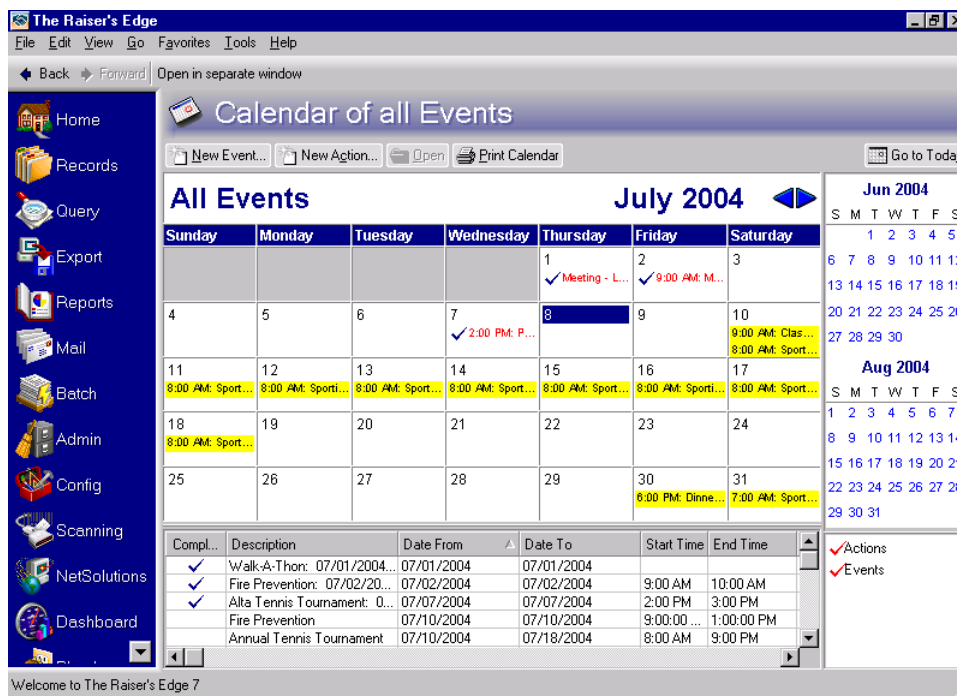 The Raiser's Edge
File Edit View Go Favorites Tools Help
Back Forward Open in separate window
Home
Records
Query
Export
Reports
Mail
Batch
Admin
Config
Scanning
NetSolutions
Dashboard
Calendar of all Events
New Event... New Action... Open Print Calendar Go to Toda
All Events July 2004
Sunday Monday Tuesday Wednesday Thursday Friday Saturday
1 2 3
Meeting - L... 9:00 AM: M...
4 5 6 7 8 9 10
2:00 PM: P... 9:00 AM: Clas...
8:00 AM: Sport...
11 12 13 14 15 16 17
8:00 AM: Sport... 8:00 AM: Sporti... 8:00 AM: Sport... 8:00 AM: Sport... 8:00 AM: Sport... 8:00 AM: Sporti... 8:00 AM: Sport...
18 19 20 21 22 23 24
8:00 AM: Sport...
25 26 27 28 29 30 31
6:00 PM: Dinne... 7:00 AM: Sport...
Jun 2004
S M T W T F S
1 2 3 4 5
6 7 8 9 10 11 12
13 14 15 16 17 18 19
20 21 22 23 24 25 26
27 28 29 30
Aug 2004
S M T W T F S
1 2 3 4 5 6 7
8 9 10 11 12 13 14
15 16 17 18 19 20 21
22 23 24 25 26 27 28
29 30 31
Compl... Description Date From Date To Start Time End Time
Walk-A-Thon: 07/01/2004... 07/01/2004 07/01/2004
Fire Prevention: 07/02/20... 07/02/2004 07/02/2004 9:00 AM 10:00 AM
Alta Tennis Tournament: 0... 07/07/2004 07/07/2004 2:00 PM 3:00 PM
Fire Prevention 07/10/2004 07/10/2004 9:00:00 ... 1:00:00 PM
Annual Tennis Tournament 07/10/2004 07/18/2004 8:00 AM 9:00 PM
Actions
Events
Welcome to The Raiser's Edge 7